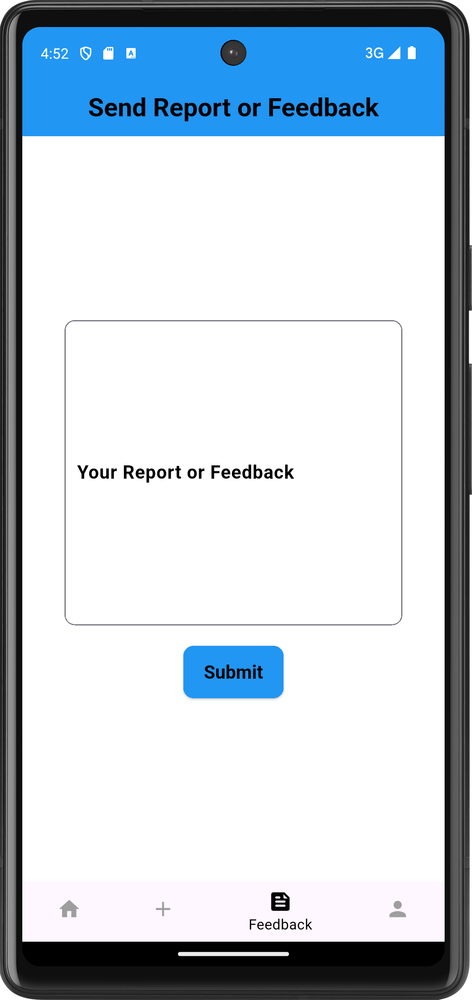 4:52 3G
Send Report or Feedback
Your Report or Feedback
Submit
Feedback